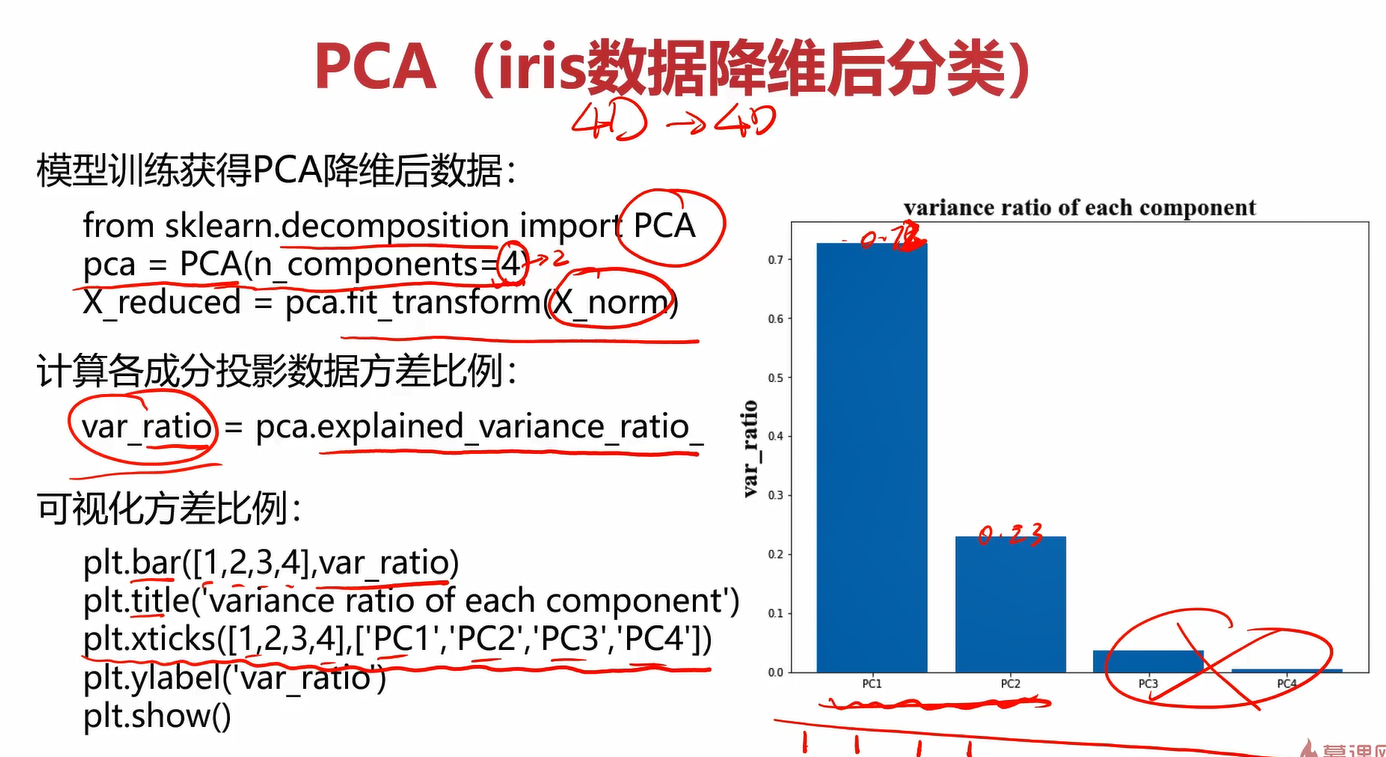 PCA（iris数据降维后分类）
4D→4D
模型训练获得PCA降维后数据：
from sklearn.decomposition import PCA
pca = PCA(n_components=4)→2
X_reduced = pca.fit_transform(X_norm)
计算各成分投影数据方差比例：
var_ratio = pca.explained_variance_ratio_
可视化方差比例：
plt.bar([1,2,3,4],var_ratio)
plt.title('variance ratio of each component')
plt.xticks([1,2,3,4],['PC1','PC2','PC3','PC4'])
plt.ylabel('var_ratio')
plt.show()
variance ratio of each component
var_ratio
0.7
0.6
0.5
0.4
0.3
0.2
0.1
0.0
0.23
PC1 PC2 PC3 PC4
慕课网